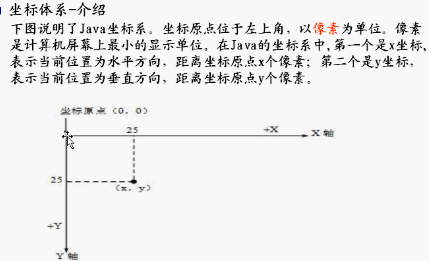 坐标体系-介绍
下图说明了Java坐标系。坐标原点位于左上角，以像素为单位。像素
是计算机屏幕上最小的显示单位。在Java的坐标系中,第一个是x坐标,
表示当前位置为水平方向，距离坐标原点x个像素；第二个是y坐标，
表示当前位置为垂直方向，距离坐标原点y个像素。
坐标原点（0，0）
25
+X
X 轴
25
(x, y)
+Y
Y 轴